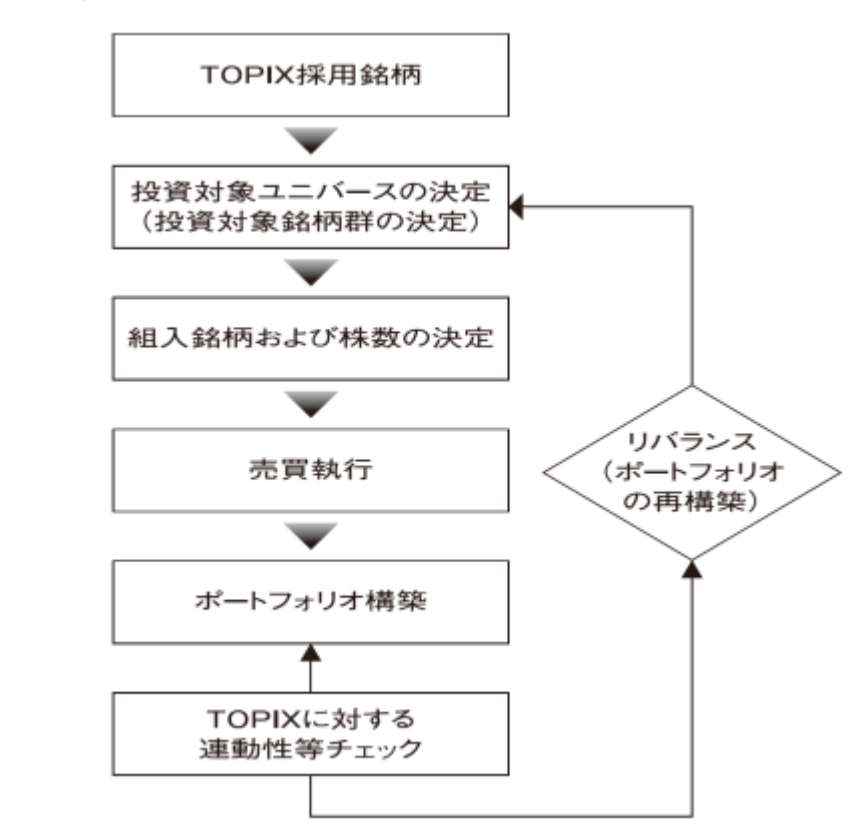 TOPIX採用銘柄
投資対象ユニバースの決定
（投資対象銘柄群の決定）
組入銘柄および株数の決定
売買執行
リバランス
（ポートフォリオ
の再構築）
ポートフォリオ構築
TOPIXに対する
連動性等チェック